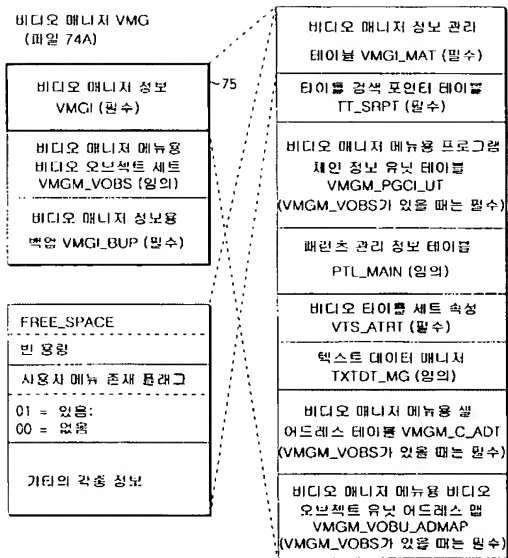 비디오 매니저 VMG
(파일 74A)
비디오 매니저 정보
VMGI (필수)
75
비디오 매니저 메뉴용
비디오 오브젝트 세트
VMGM_VOBS (임의)
비디오 매니저 정보용
백업 VMGI_BUP (필수)
FREE_SPACE
빈 용량
사용자 메뉴 존재 플래그
01 = 있음:
00 = 없음
기타의 각종 정보
비디오 매니저 정보 관리
테이블 VMGI_MAT (필수)
타이틀 검색 포인터 테이블
TT_SRPT (필수)
비디오 매니저 메뉴용 프로그램
체인 정보 유닛 테이블
VMGM_PGCI_UT
(VMGM_VOBS가 있을 때는 필수)
패런츠 관리 정보 테이블
PTL_MAIN (임의)
비디오 타이틀 세트 속성
VTS_ATRT (필수)
텍스트 데이터 매니저
TXTDT_MG (임의)
비디오 매니저 메뉴용 셀
어드레스 테이블 VMGM_C_ADT
(VMGM_VOBS가 있을 때는 필수)
비디오 매니저 메뉴용 비디오
오브젝트 유닛 어드레스 맵
VMGM_VOBU_ADMAP
(VMGM_VOBS가 있을 때는 필수)